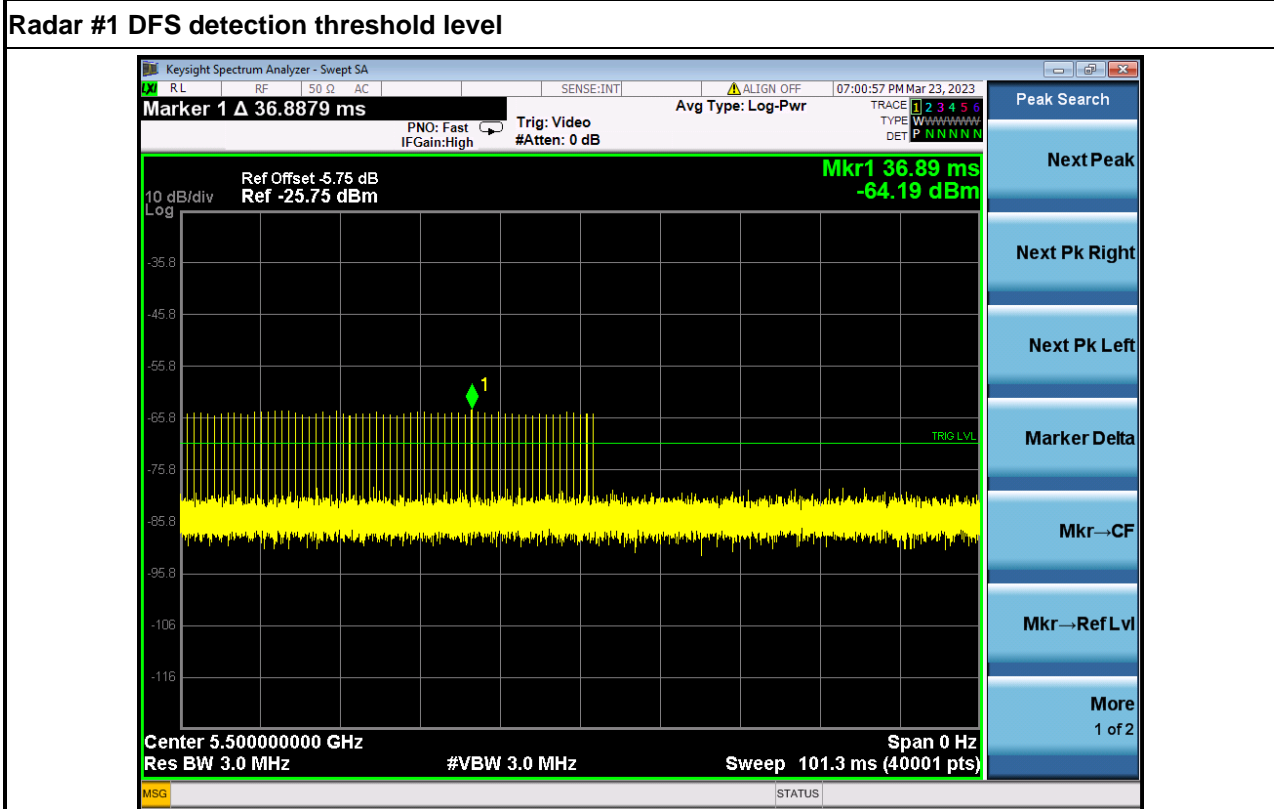 Radar #1 DFS detection threshold level
Keysight Spectrum Analyzer - Swept SA
LXI RL RF 50 Ω AC SENSE:INT ALIGN OFF 07:00:57 PM Mar 23, 2023
Marker 1 Δ 36.8879 ms
PNO: Fast
IFGain:High
Trig: Video
#Atten: 0 dB
Avg Type: Log-Pwr
TRACE 1 2 3 4 5 6
TYPE WWWWWW
DET P N N N N N
Peak Search
Ref Offset -5.75 dB
10 dB/div Ref -25.75 dBm
Log
Mkr1 36.89 ms
-64.19 dBm
-35.8
-45.8
-55.8
-65.8
-75.8
-85.8
-95.8
-106
-116
1
TRIG LVL
Center 5.500000000 GHz
Span 0 Hz
Res BW 3.0 MHz
#VBW 3.0 MHz
Sweep 101.3 ms (40001 pts)
Next Peak
Next Pk Right
Next Pk Left
Marker Delta
Mkr→CF
Mkr→Ref Lvl
More
1 of 2
MSG
STATUS